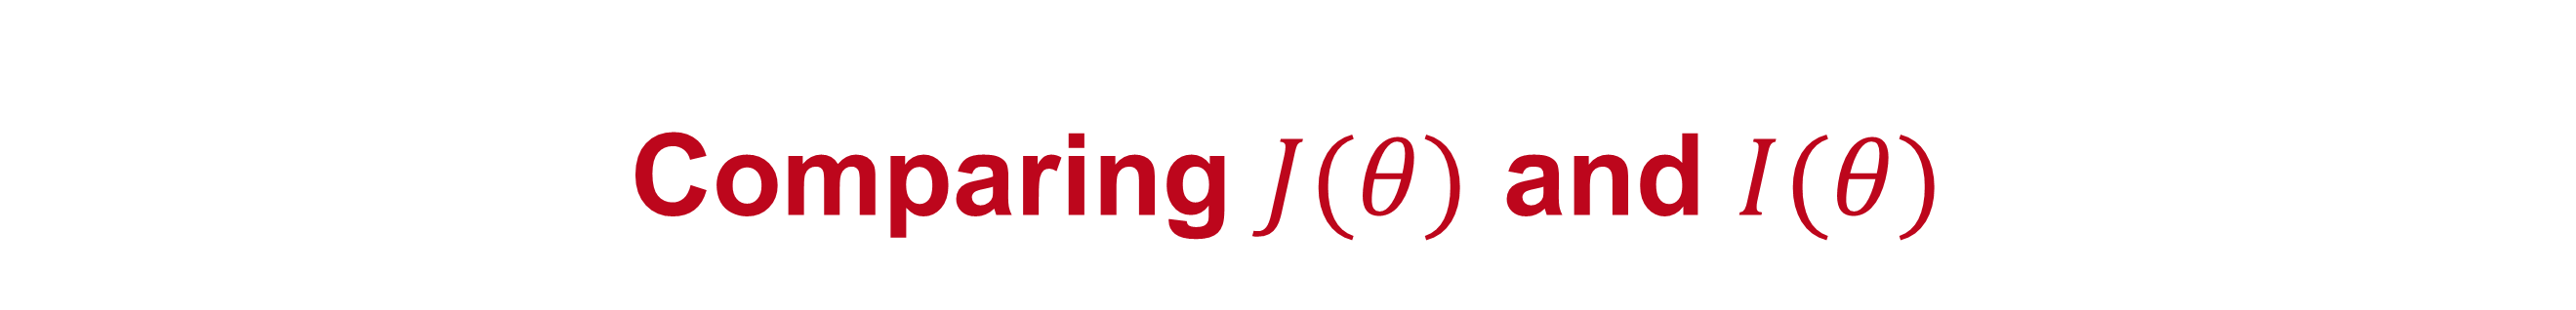 Comparing 𝐽(𝜃) and 𝐼(𝜃)